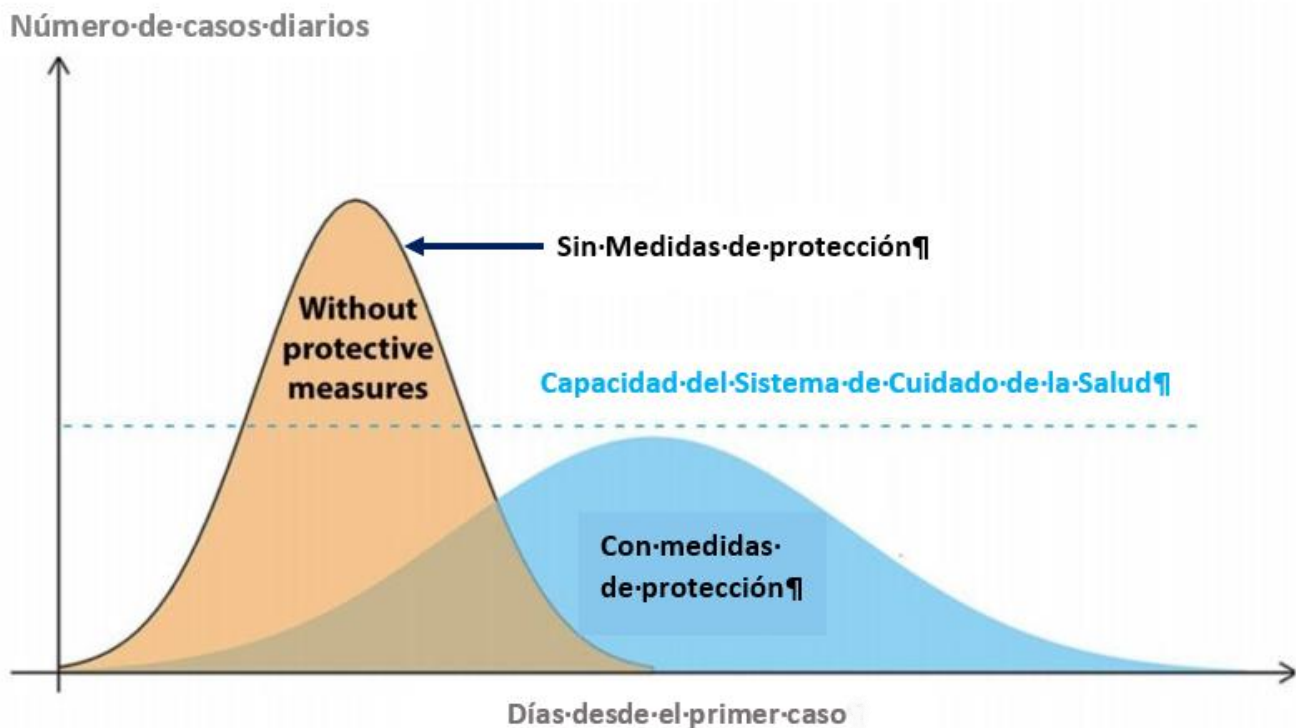 Número·de·casos·diarios
Sin·Medidas·de·protección¶
Without
protective
measures
Capacidad·del·Sistema·de·Cuidado·de·la·Salud¶
Con·medidas·
de·protección¶
Días·desde·el·primer·caso¶